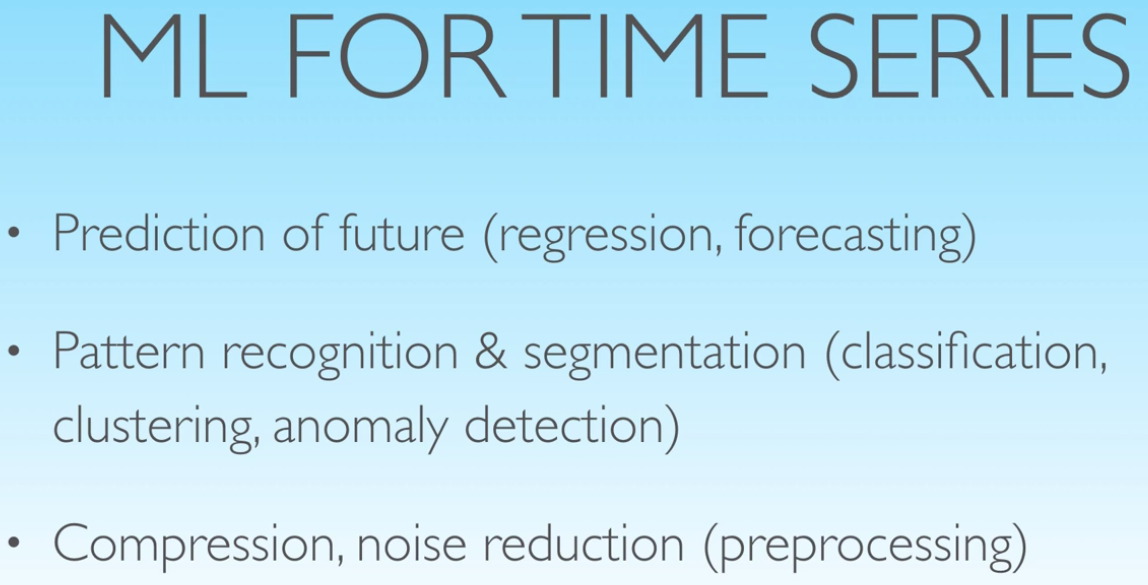 ML FOR TIME SERIES
• Prediction of future (regression, forecasting)
• Pattern recognition & segmentation (classification,
clustering, anomaly detection)
• Compression, noise reduction (preprocessing)